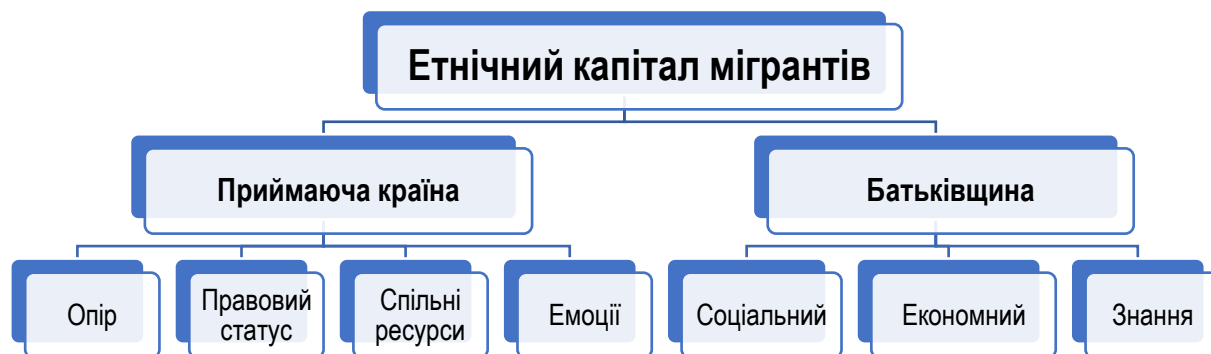 Етнічний капітал мігрантів
Приймаюча країна
Батьківщина
Опір
Правовий
статус
Спільні
ресурси
Емоції
Соціальний
Економний
Знання